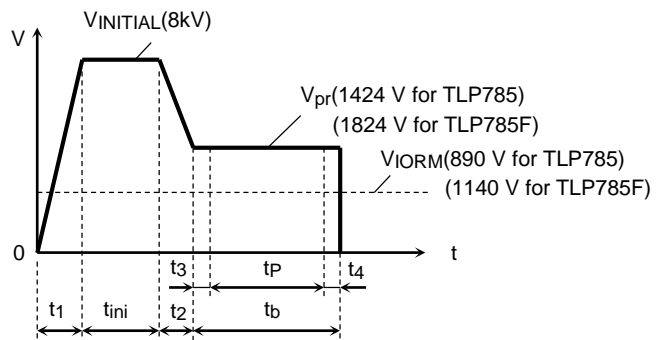 VINITIAL(8kV)
V
Vpr(1424 V for TLP785)
(1824 V for TLP785F)
VIORM(890 V for TLP785)
(1140 V for TLP785F)
0
t
t3
tP
t4
t1
tini
t2
tb